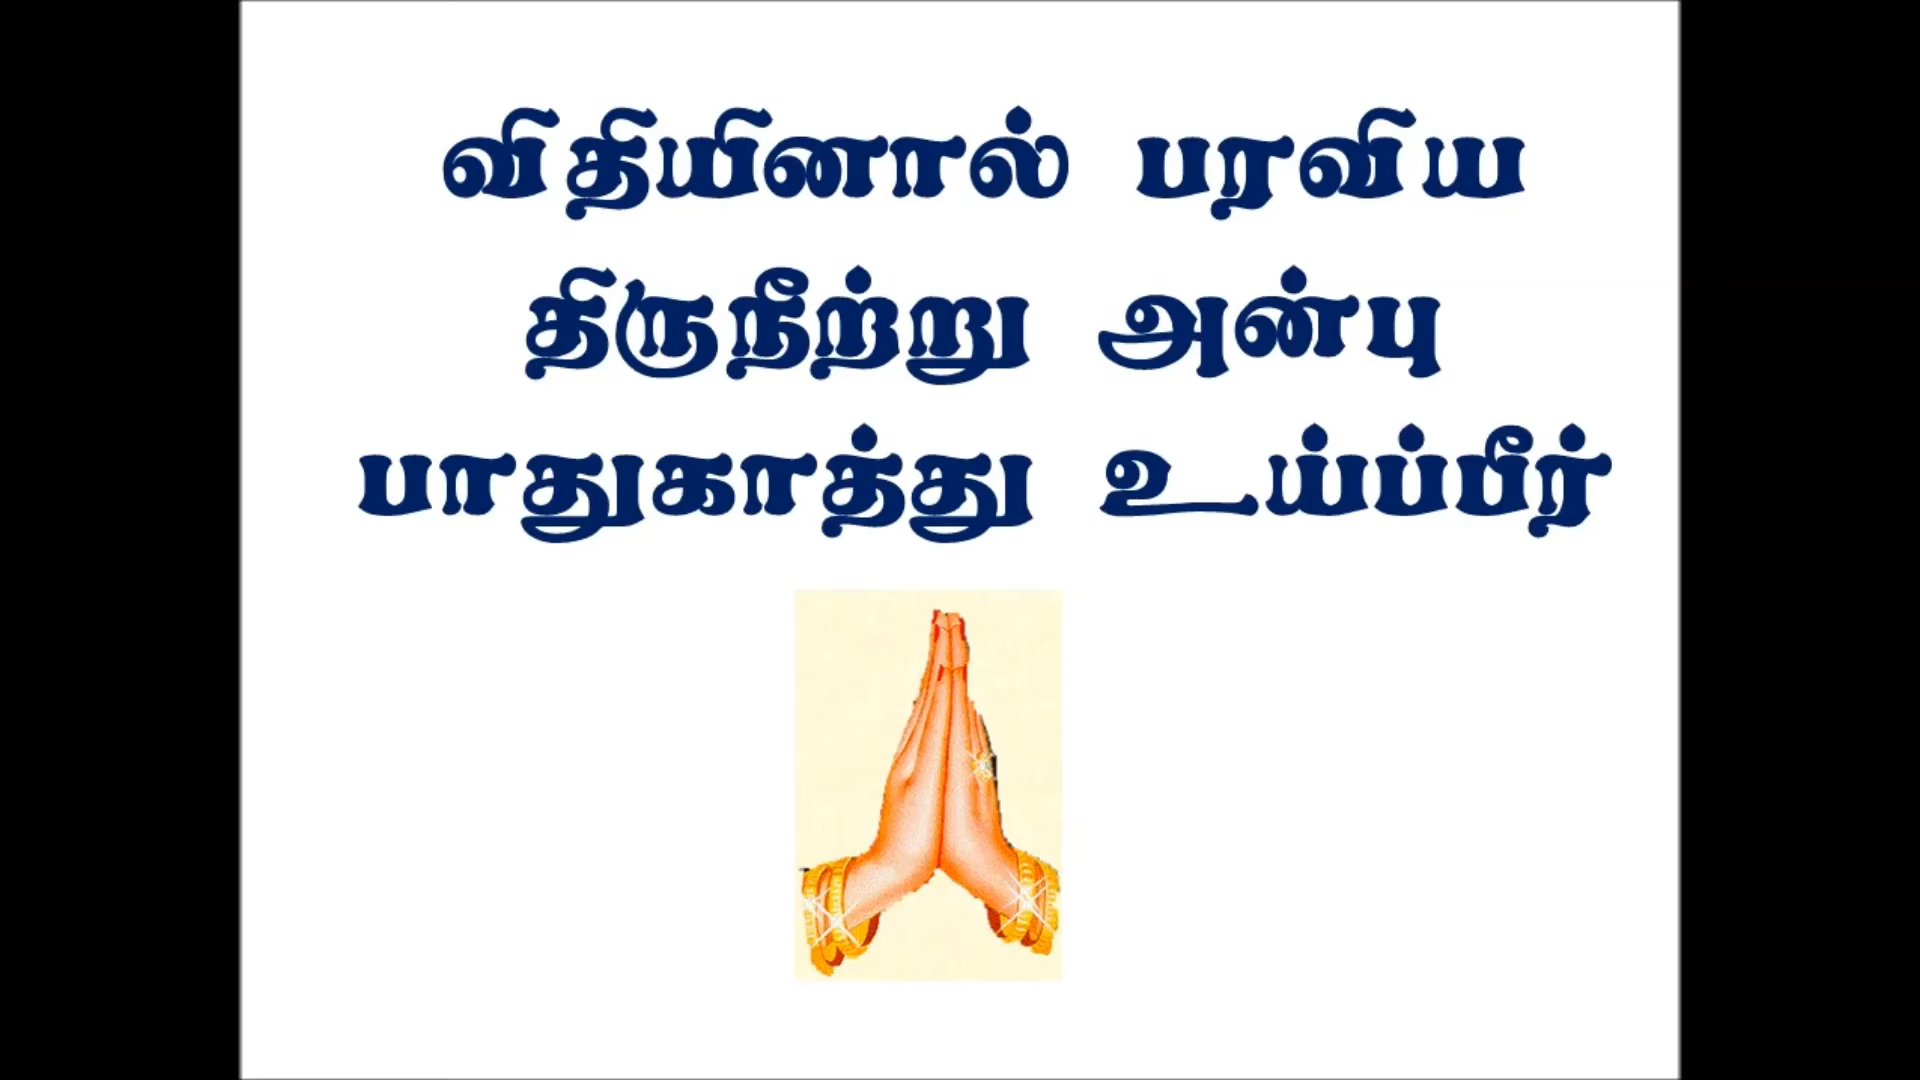 விதியினால் பரவிய
திருநீற்று அன்பு
பாதுகாத்து உய்ப்பீர்